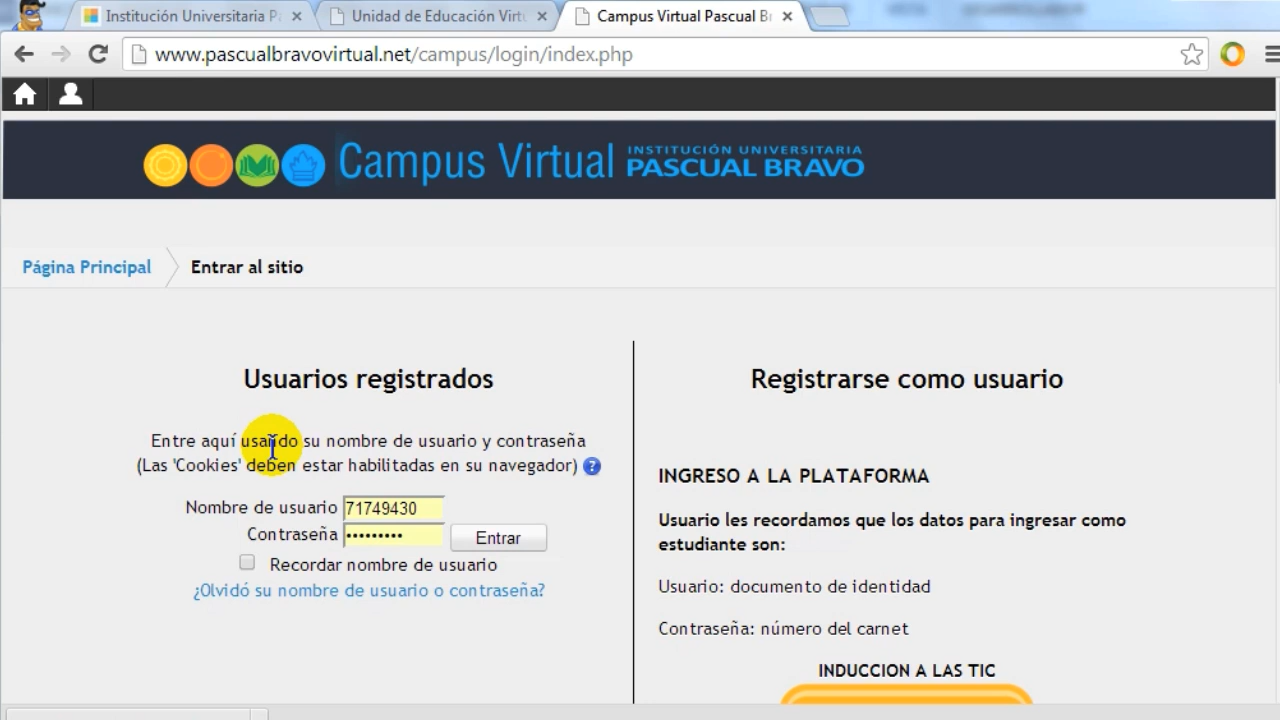 Institución Universitaria P
Unidad de Educación Virtu
Campus Virtual Pascual Br
www.pascualbravovirtual.net/campus/login/index.php
Campus Virtual
INSTITUCIÓN UNIVERSITARIA
PASCUAL BRAVO
Página Principal
Entrar al sitio
Usuarios registrados
Entre aquí usando su nombre de usuario y contraseña
(Las 'Cookies' deben estar habilitadas en su navegador) ?
Nombre de usuario 71749430
Contraseña •••••••••
Entrar
Recordar nombre de usuario
¿Olvidó su nombre de usuario o contraseña?
Registrarse como usuario
INGRESO A LA PLATAFORMA
Usuario les recordamos que los datos para ingresar como
estudiante son:
Usuario: documento de identidad
Contraseña: número del carnet
INDUCCION A LAS TIC